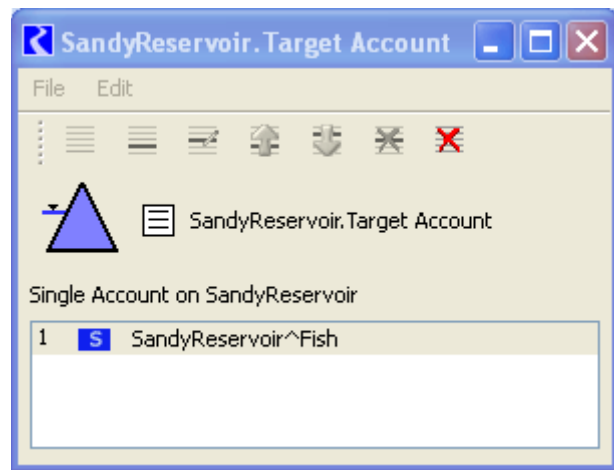 SandyReservoir.Target Account
File Edit
SandyReservoir.Target Account
Single Account on SandyReservoir
1 S SandyReservoir^Fish